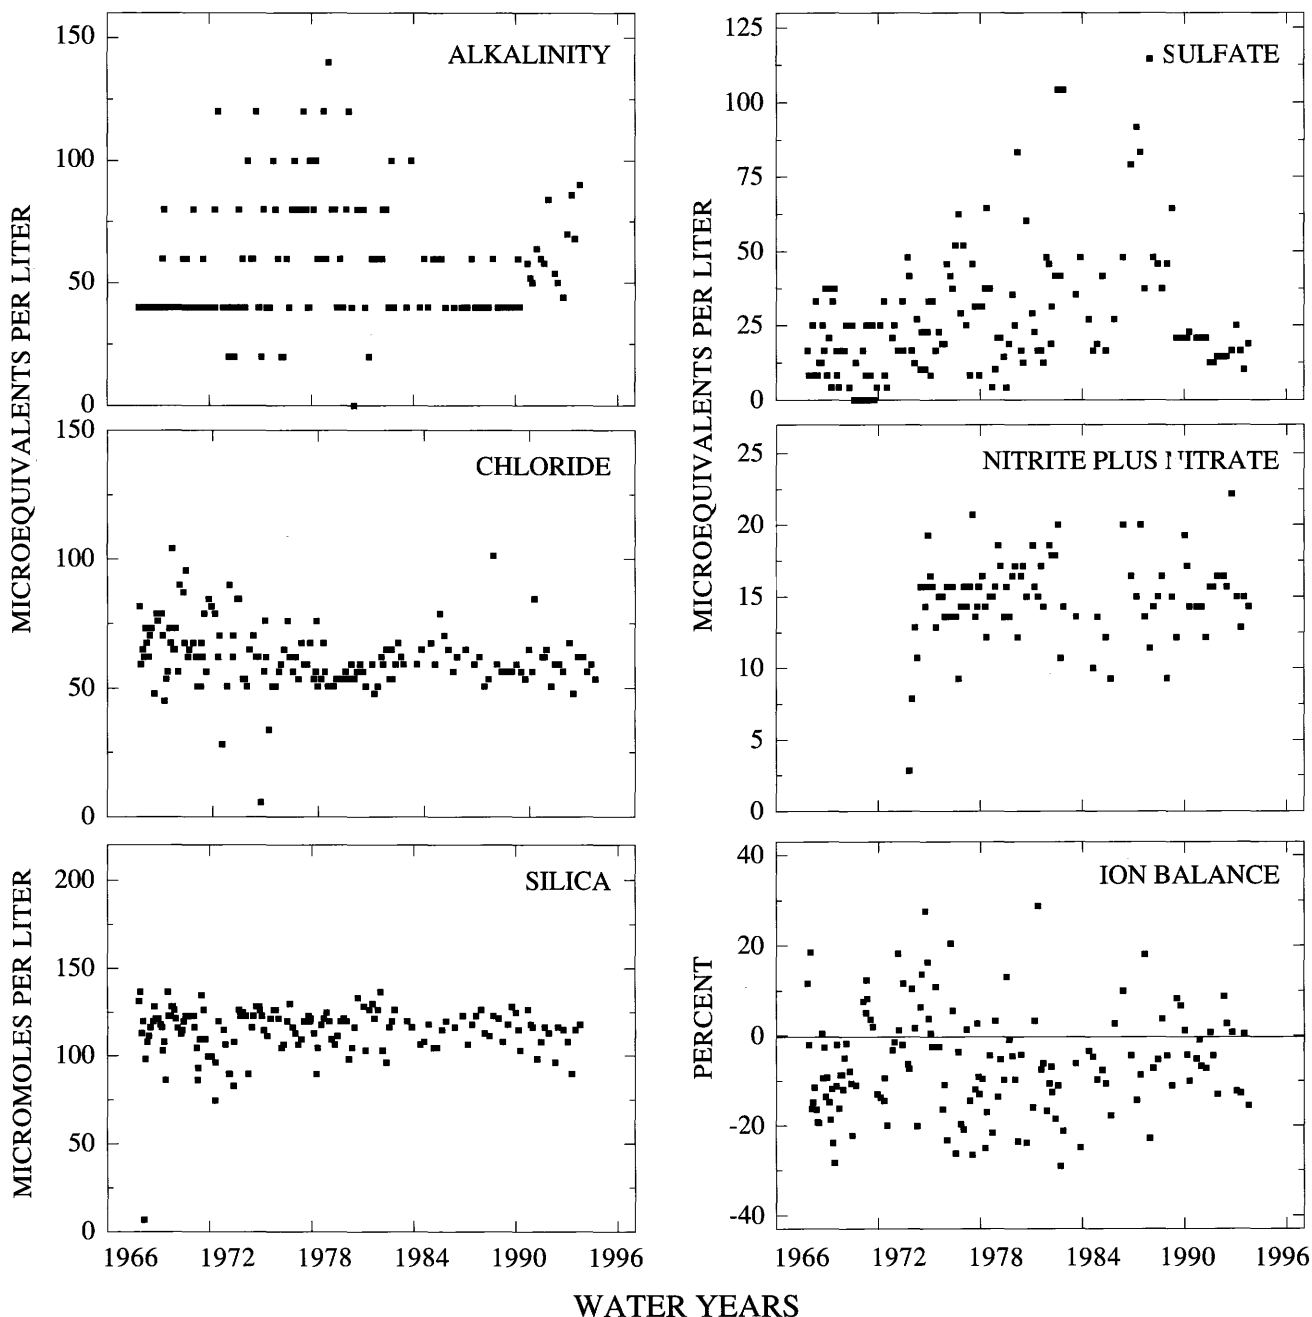 MICROEQUIVALENTS PER LITER
150
100
50
0
ALKALINITY
MICROEQUIVALENTS PER LITER
125
100
75
50
25
0
SULFATE
150
100
50
0
CHLORIDE
25
20
15
10
5
0
NITRITE PLUS NITRATE
MICROMOLES PER LITER
200
150
100
50
0
SILICA
1966 1972 1978 1984 1990 1996
PERCENT
40
20
0
-20
-40
ION BALANCE
1966 1972 1978 1984 1990 1996
WATER YEARS